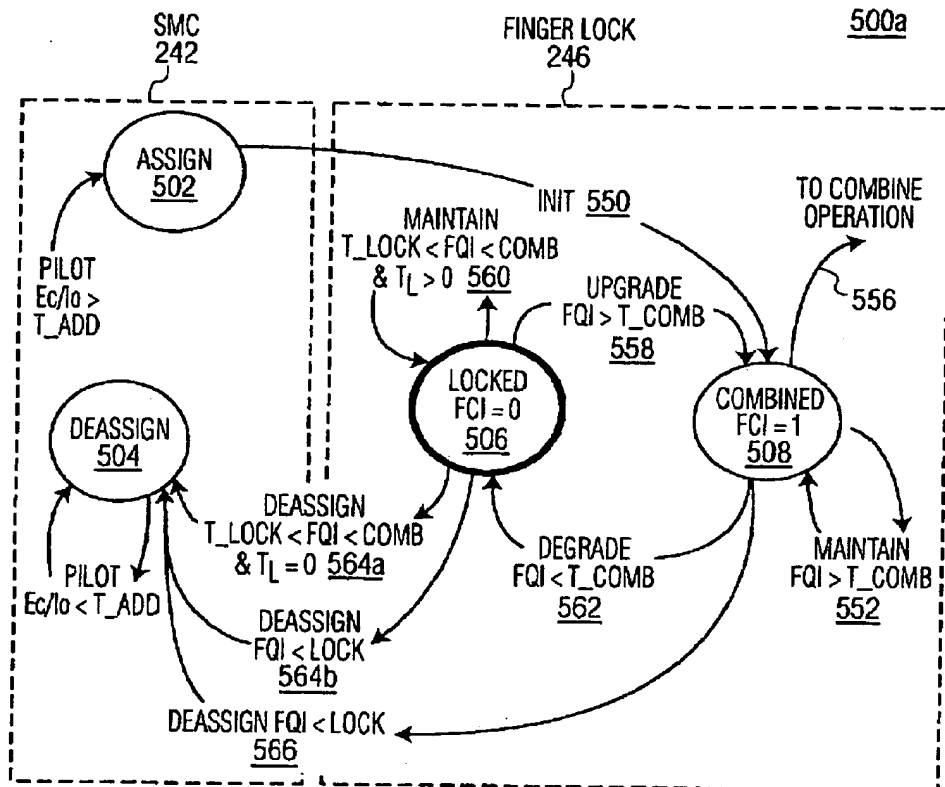 SMC
242
FINGER LOCK
246
500a
ASSIGN
502
INIT 550
TO COMBINE
OPERATION
556
PILOT
Ec/Io >
T_ADD
MAINTAIN
T_LOCK < FQI < COMB
& TL > 0 560
UPGRADE
FQI > T_COMB
558
LOCKED
FCI = 0
506
COMBINED
FCI = 1
508
DEASSIGN
504
DEASSIGN
T_LOCK < FQI < COMB
& TL = 0 564a
DEGRADE
FQI < T_COMB
562
MAINTAIN
FQI > T_COMB
552
PILOT
Ec/Io < T_ADD
DEASSIGN
FQI < LOCK
564b
DEASSIGN FQI < LOCK
566